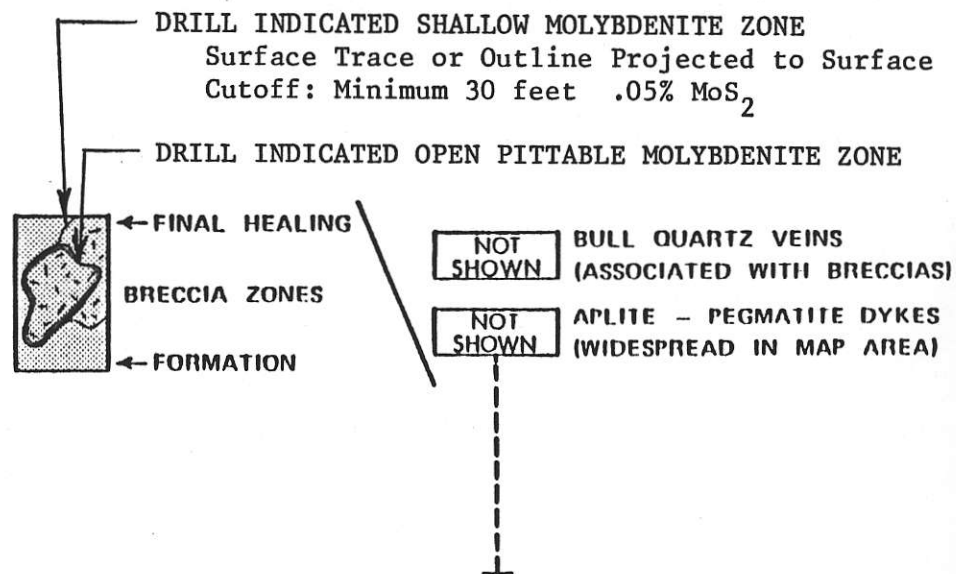 DRILL INDICATED SHALLOW MOLYBDENITE ZONE
Surface Trace or Outline Projected to Surface
Cutoff: Minimum 30 feet .05% MoS2
DRILL INDICATED OPEN PITTABLE MOLYBDENITE ZONE
FINAL HEALING
BRECCIA ZONES
FORMATION
NOT
SHOWN
BULL QUARTZ VEINS
(ASSOCIATED WITH BRECCIAS)
NOT
SHOWN
APLITE – PEGMATITE DYKES
(WIDESPREAD IN MAP AREA)